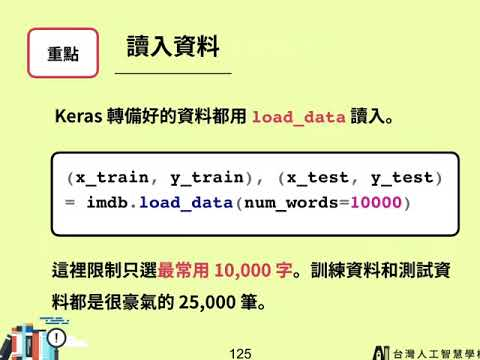 重點
讀入資料
Keras 轉備好的資料都用 load_data 讀入。
(x_train, y_train), (x_test, y_test)
= imdb.load_data(num_words=10000)
這裡限制只選最常用 10,000 字。訓練資料和測試資
料都是很豪氣的 25,000 筆。
125
AI 台灣人工智慧學校